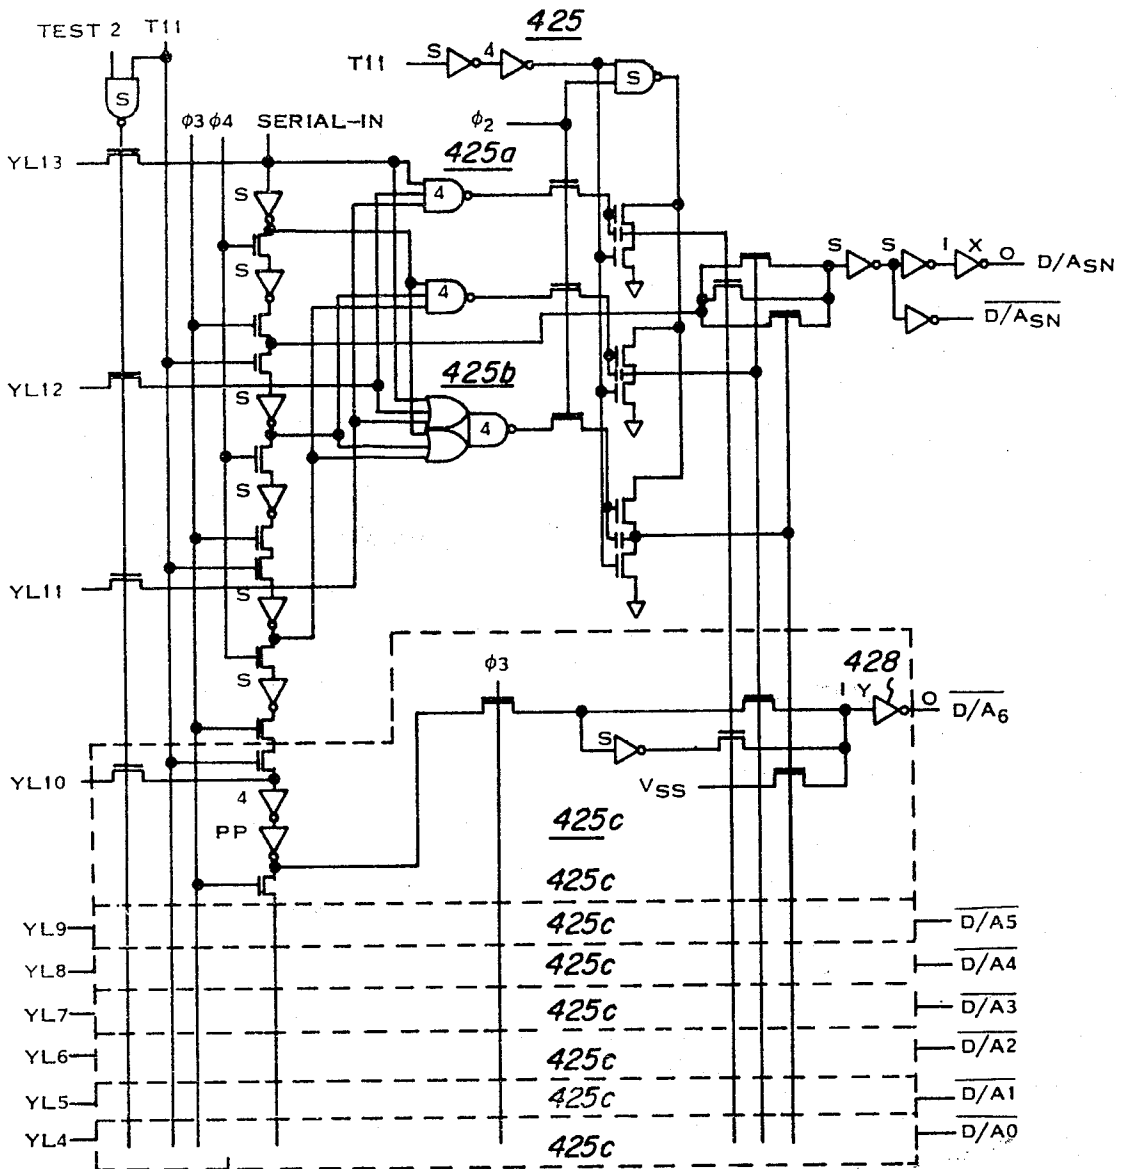 425
TEST 2 T11
T11 S 4
S
S
φ3 φ4 SERIAL-IN
φ2
425a
YL13
S
4
S
S
S
1
X
O
D/ASN
4
D/ASN
425b
YL12
S
4
S
YL11
S
φ3
428
S
1
Y
O
D/A6
S
YL10
VSS
4
PP
425c
425c
YL9 425c D/A5
YL8 425c D/A4
YL7 425c D/A3
YL6 425c D/A2
YL5 425c D/A1
YL4 425c D/A0